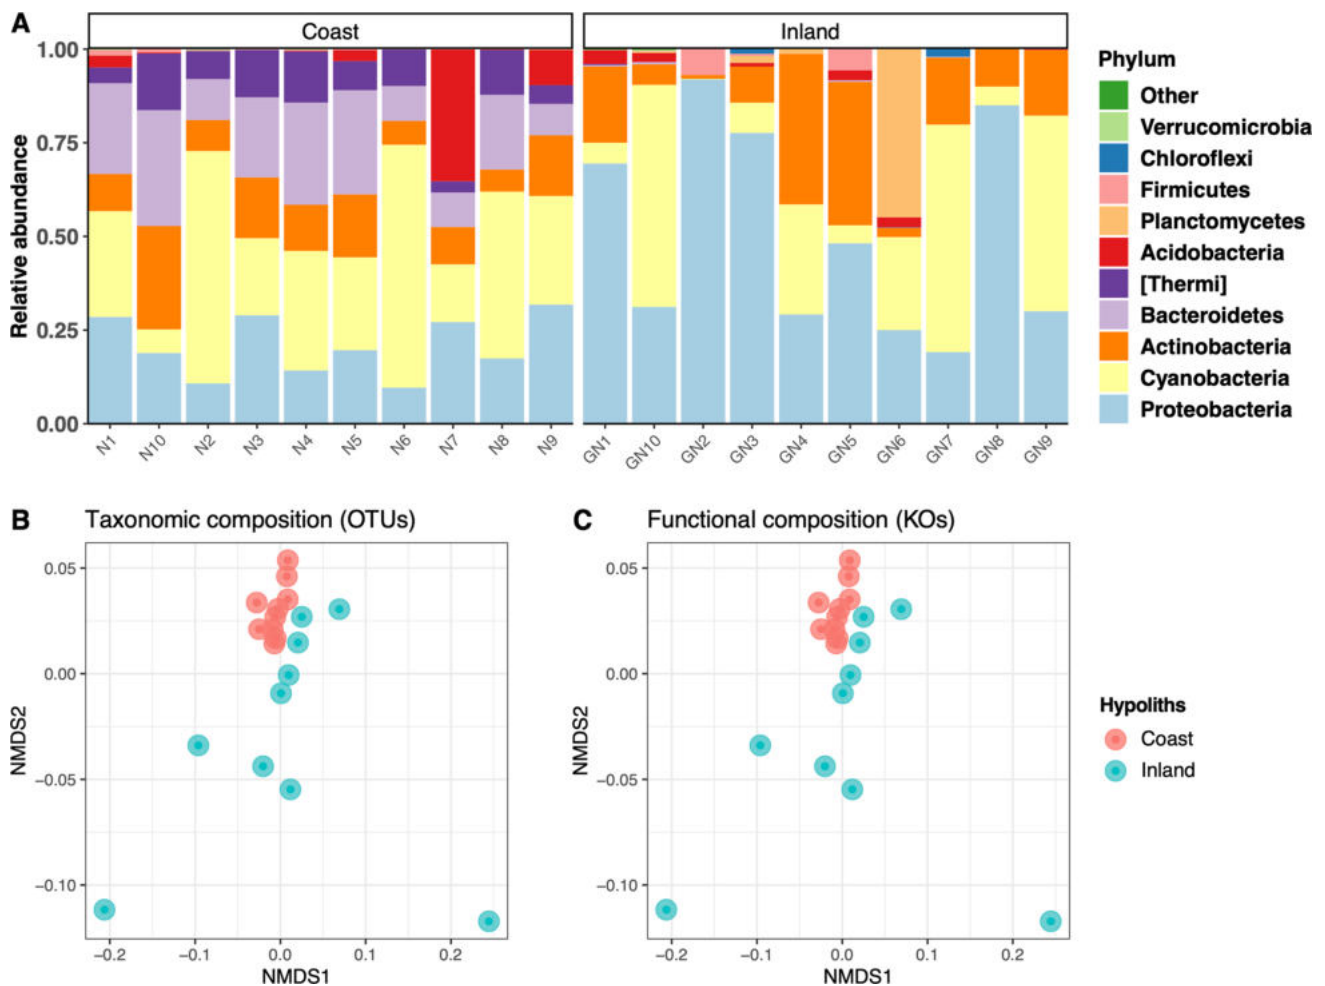 A
Coast
Inland
Relative abundance
1.00
0.75
0.50
0.25
0.00
N1 N10 N2 N3 N4 N5 N6 N7 N8 N9
GN1 GN10 GN2 GN3 GN4 GN5 GN6 GN7 GN8 GN9
Phylum
Other
Verrucomicrobia
Chloroflexi
Firmicutes
Planctomycetes
Acidobacteria
[Thermi]
Bacteroidetes
Actinobacteria
Cyanobacteria
Proteobacteria
B
Taxonomic composition (OTUs)
NMDS2
0.05
0.00
−0.05
−0.10
−0.2 −0.1 0.0 0.1 0.2
NMDS1
C
Functional composition (KOs)
NMDS2
0.05
0.00
−0.05
−0.10
−0.2 −0.1 0.0 0.1 0.2
NMDS1
Hypoliths
Coast
Inland